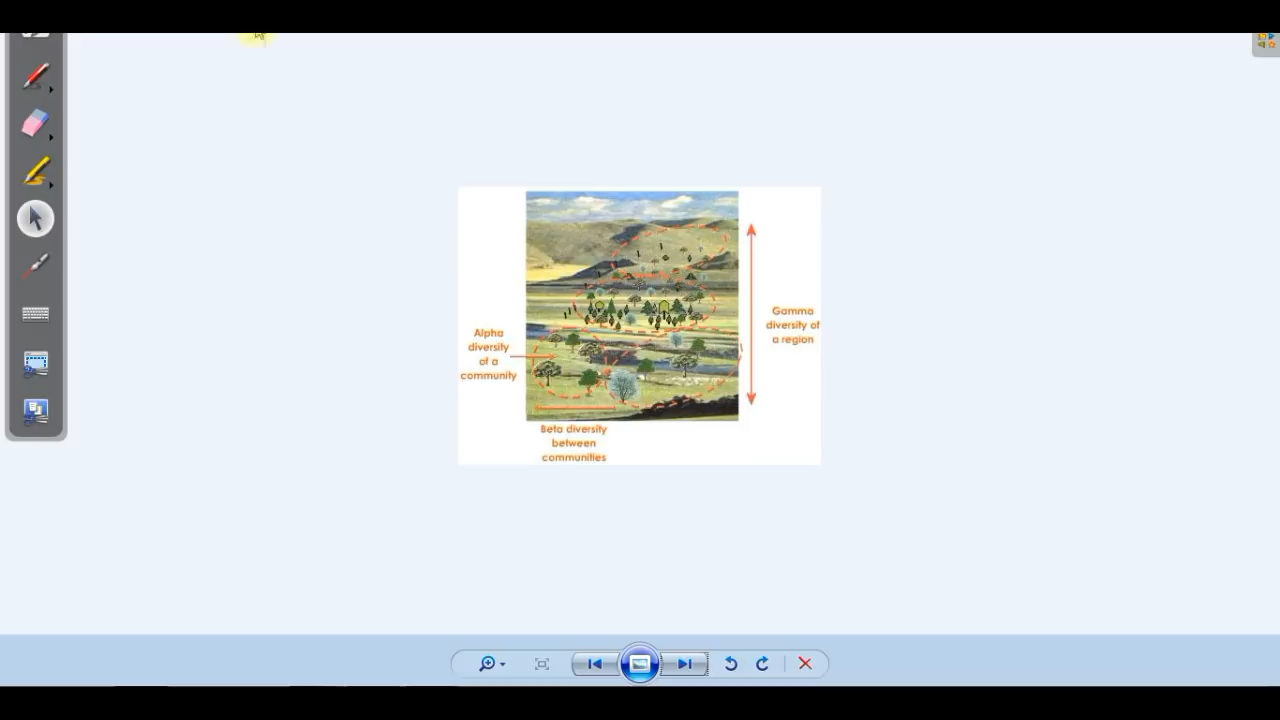 Alpha
diversity
of a
community
Gamma
diversity of
a region
Beta diversity
between
communities